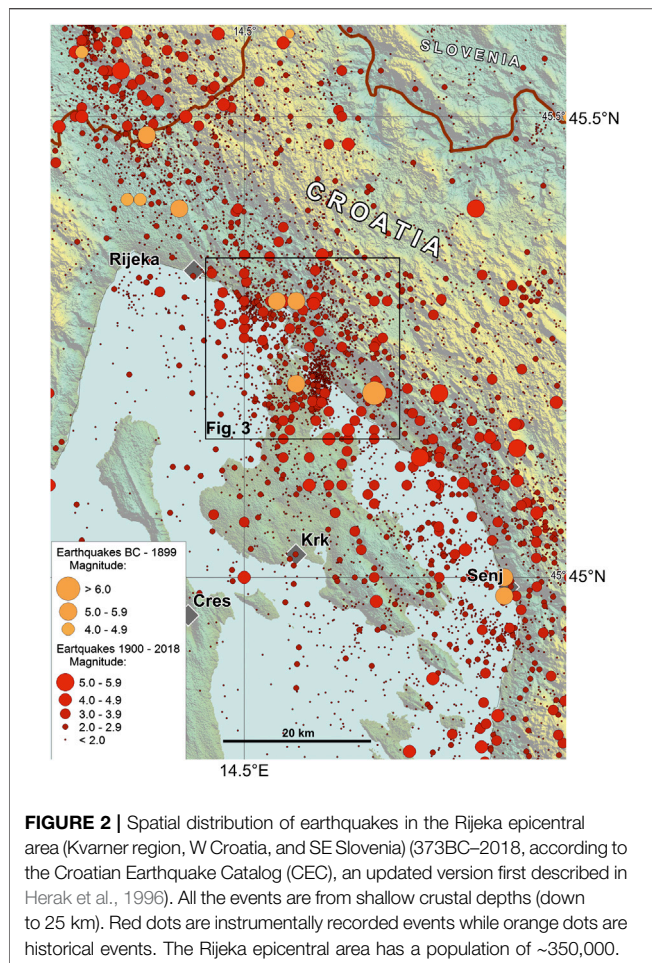 14.5°
SLOVENIA
45.5°
45.5°N
CROATIA
Rijeka
Fig. 3
Krk
Senj
45°N
Cres
Earthquakes BC - 1899
Magnitude:
> 6.0
5.0 - 5.9
4.0 - 4.9
Eartquakes 1900 - 2018
Magnitude:
5.0 - 5.9
4.0 - 4.9
3.0 - 3.9
2.0 - 2.9
< 2.0
20 km
14.5°E
FIGURE 2 | Spatial distribution of earthquakes in the Rijeka epicentral
area (Kvarner region, W Croatia, and SE Slovenia) (373BC–2018, according to
the Croatian Earthquake Catalog (CEC), an updated version first described in
Herak et al., 1996). All the events are from shallow crustal depths (down
to 25 km). Red dots are instrumentally recorded events while orange dots are
historical events. The Rijeka epicentral area has a population of ~350,000.